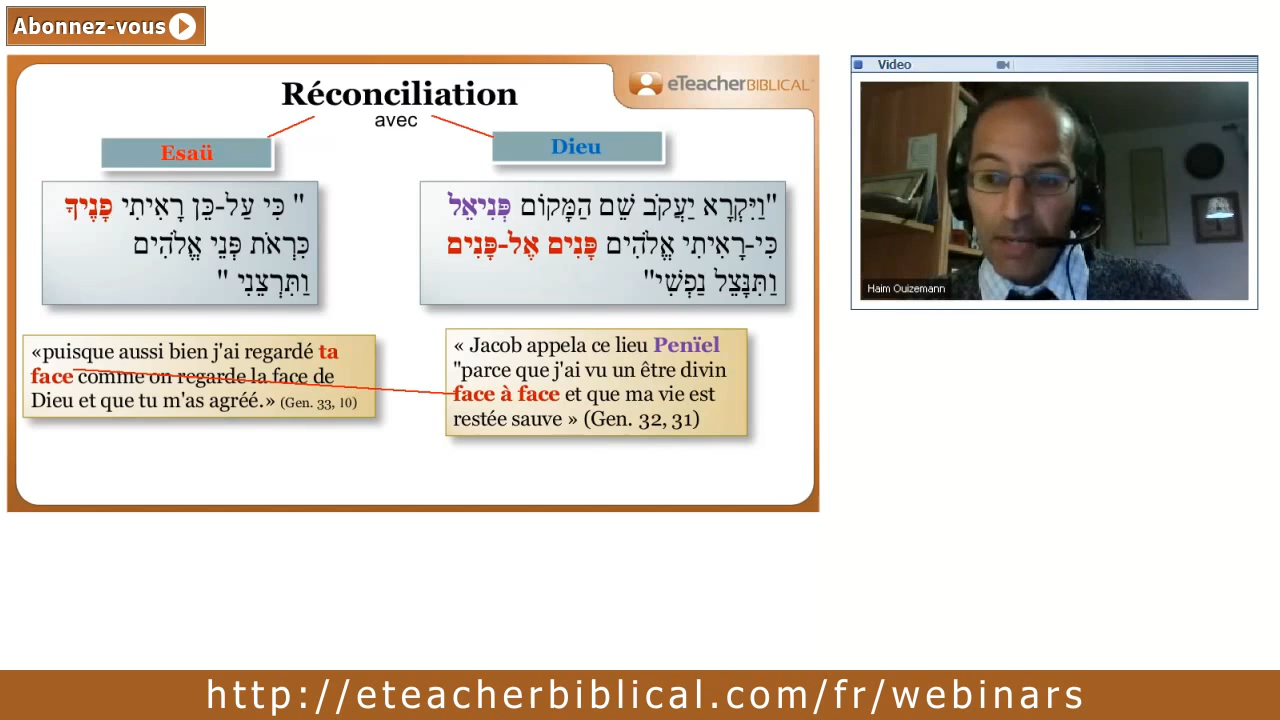 Abonnez-vous
Réconciliation
avec
eTeacherBIBLICAL
Esaü
Dieu
" כִּי עַל-כֵּן רָאִיתִי פָנֶיךָ
כִּרְאֹת פְּנֵי אֱלֹהִים
וַתִּרְצֵנִי "
"וַיִּקְרָא יַעֲקֹב שֵׁם הַמָּקוֹם פְּנִיאֵל
כִּי-רָאִיתִי אֱלֹהִים פָּנִים אֶל-פָּנִים
וַתִּנָּצֵל נַפְשִׁי"
«puisque aussi bien j'ai regardé ta
face comme on regarde la face de
Dieu et que tu m'as agréé.» (Gen. 33, 10)
« Jacob appela ce lieu Penïel
"parce que j'ai vu un être divin
face à face et que ma vie est
restée sauve » (Gen. 32, 31)
Video
Haim Ouizemann
http://eteacherbiblical.com/fr/webinars